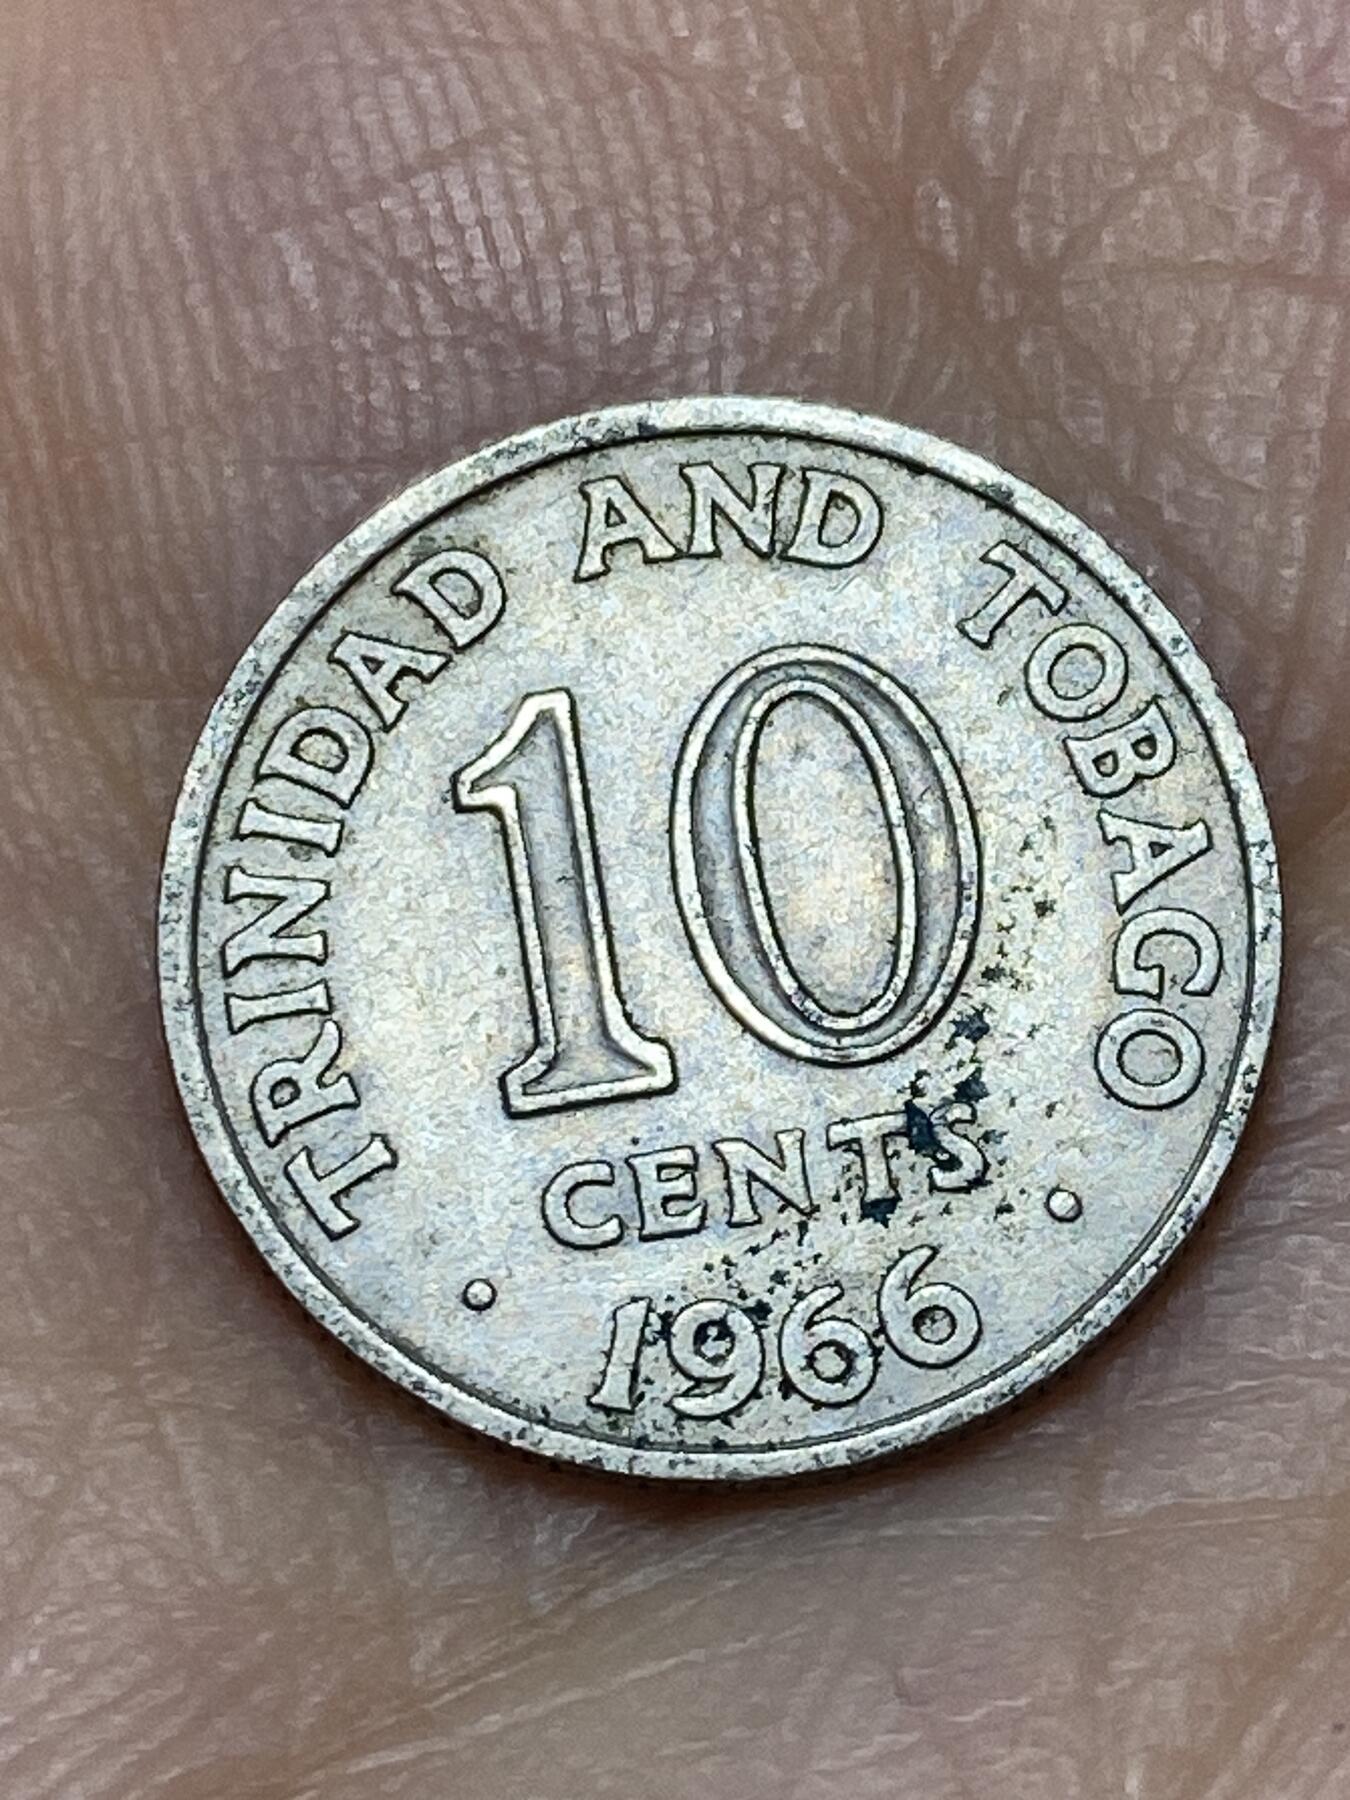 TRINIDAD AND TOBAGO
10
CENTS
1966